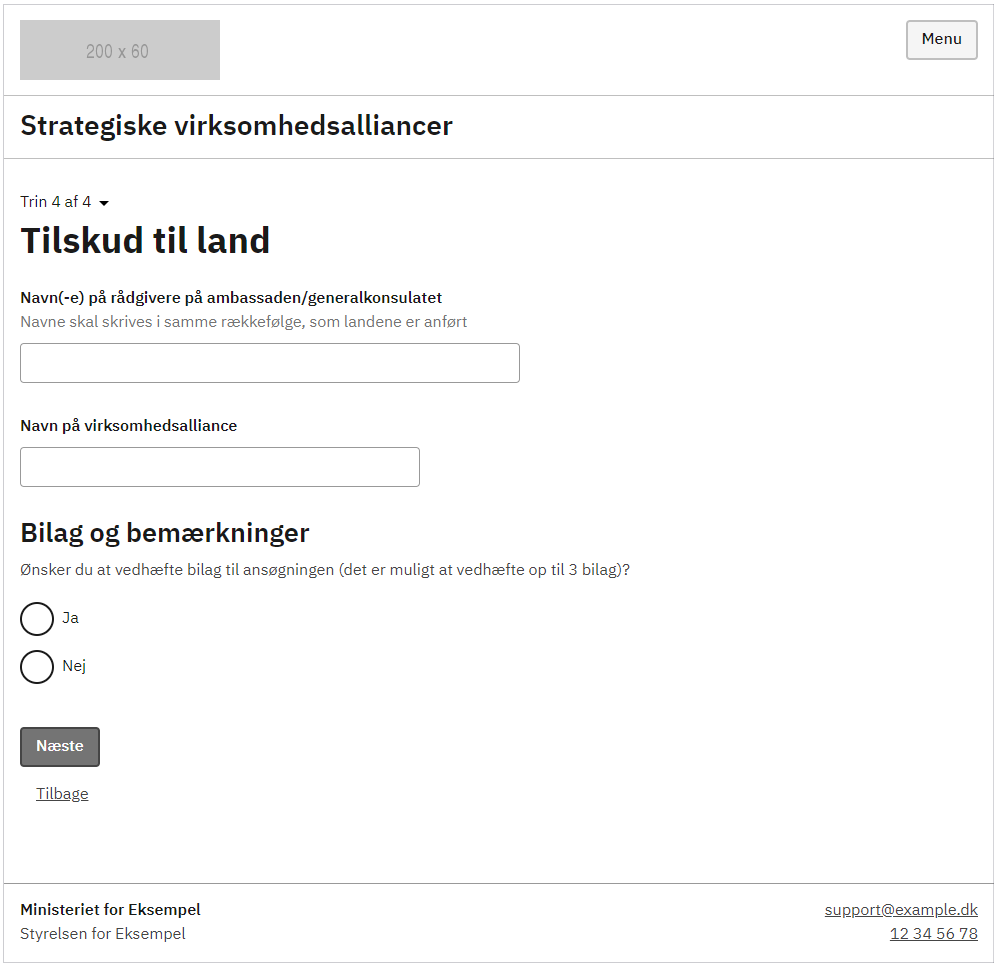 200 x 60
Menu
Strategiske virksomhedsalliancer
Trin 4 af 4
Tilskud til land
Navn(-e) på rådgivere på ambassaden/generalkonsulatet
Navne skal skrives i samme rækkefølge, som landene er anført
Navn på virksomhedsalliance
Bilag og bemærkninger
Ønsker du at vedhæfte bilag til ansøgningen (det er muligt at vedhæfte op til 3 bilag)?
Ja
Nej
Næste
Tilbage
Ministeriet for Eksempel
Styrelsen for Eksempel
support@example.dk
12 34 56 78